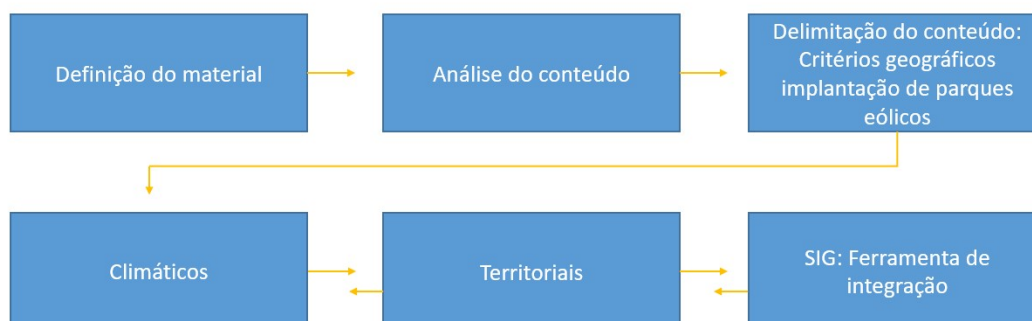 Definição do material
Análise do conteúdo
Delimitação do conteúdo:
Critérios geográficos
implantação de parques
eólicos
Climáticos
Territoriais
SIG: Ferramenta de
integração